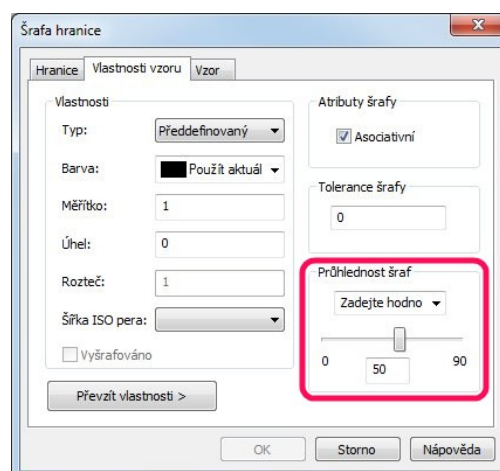 Šrafa hranice
Hranice Vlastnosti vzoru Vzor
Vlastnosti
Typ: Předdefinovaný
Barva: Použít aktuál
Měřítko: 1
Úhel: 0
Rozteč: 1
Šířka ISO pera:
Vyšrafováno
Převzít vlastnosti >
Atributy šrafy
Asociativní
Tolerance šrafy
0
Průhlednost šraf
Zadejte hodno
0 50 90
OK Storno Nápověda